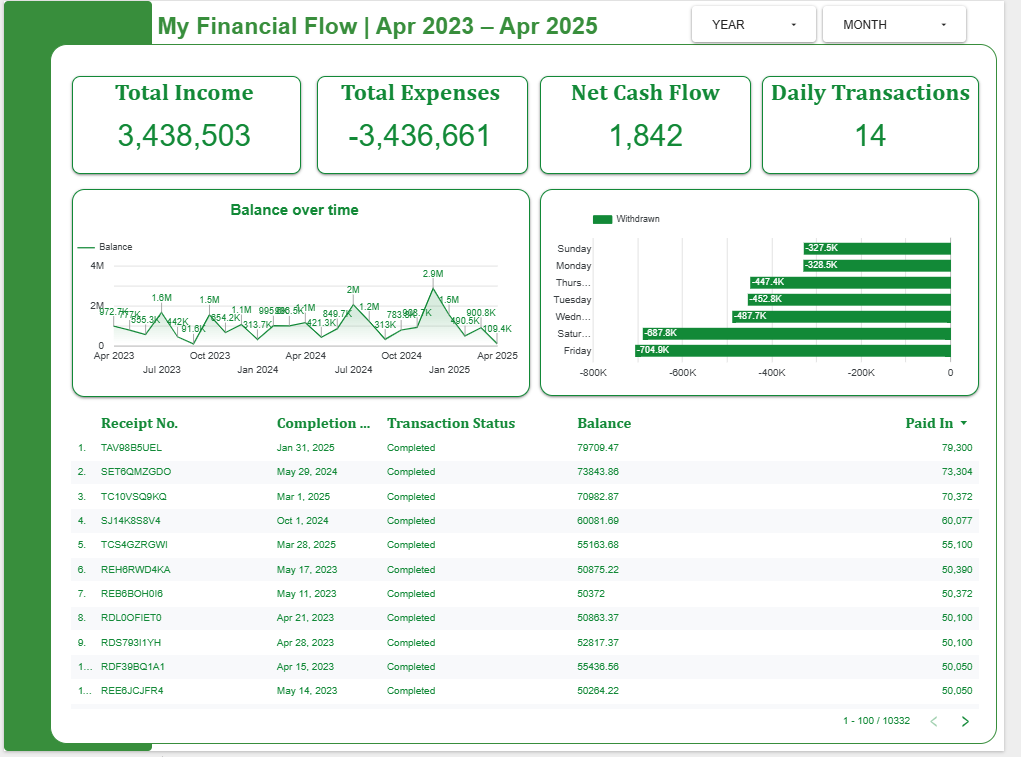 My Financial Flow | Apr 2023 – Apr 2025
YEAR
MONTH
Total Income
3,438,503
Total Expenses
-3,436,661
Net Cash Flow
1,842
Daily Transactions
14
Balance over time
Balance
4M
2M
0
972.7K
555.3K
1.6M
442K
91.6K
1.5M
654.2K
1.1M
313.7K
1.1M
421.3K
849.7K
2M
1.2M
313K
2.9M
1.5M
490.5K
900.8K
109.4K
Apr 2023
Oct 2023
Apr 2024
Oct 2024
Apr 2025
Jul 2023
Jan 2024
Jul 2024
Jan 2025
Withdrawn
Sunday -327.5K
Monday -328.5K
Thurs... -447.4K
Tuesday -452.8K
Wedn... -487.7K
Satur... -687.8K
Friday -704.9K
-800K -600K -400K -200K 0
Receipt No. Completion ... Transaction Status Balance Paid In
1. TAV98B5UEL Jan 31, 2025 Completed 79709.47 79,300
2. SET6QMZGDO May 29, 2024 Completed 73843.86 73,304
3. TC10VSQ9KQ Mar 1, 2025 Completed 70982.87 70,372
4. SJ14K8S8V4 Oct 1, 2024 Completed 60081.69 60,077
5. TCS4GZRGWI Mar 28, 2025 Completed 55163.68 55,100
6. REH6RWD4KA May 17, 2023 Completed 50875.22 50,390
7. REB6BOH0I6 May 11, 2023 Completed 50372 50,372
8. RDL0OFIET0 Apr 21, 2023 Completed 50863.37 50,100
9. RDS793I1YH Apr 28, 2023 Completed 52817.37 50,100
1... RDF39BQ1A1 Apr 15, 2023 Completed 55436.56 50,050
1... REE6JCJFR4 May 14, 2023 Completed 50264.22 50,050
1 - 100 / 10332